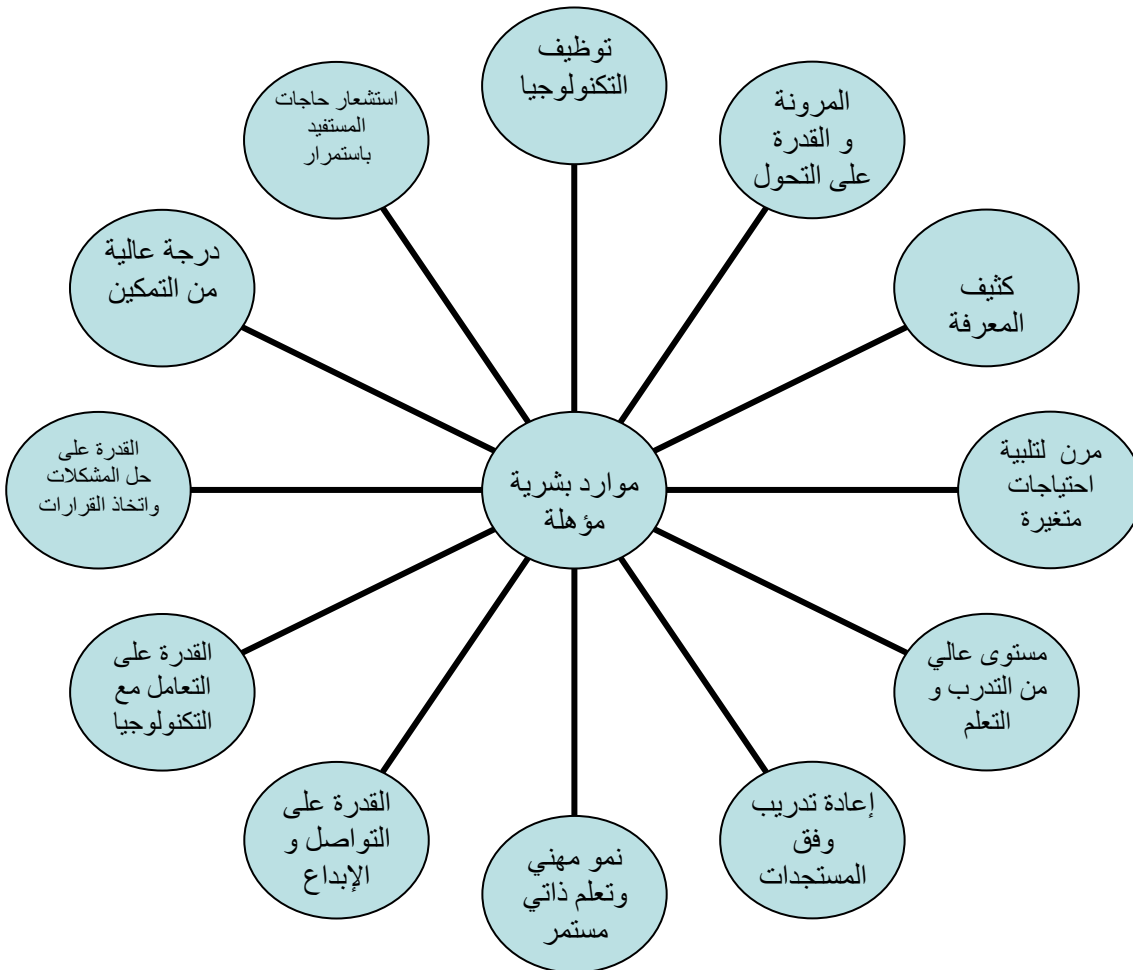 توظيف
التكنولوجيا
المرونة
و القدرة
على التحول
كثيف
المعرفة
مرن لتلبية
احتياجات
متغيرة
مستوى عالي
من التدرب و
التعلم
إعادة تدريب
وفق
المستجدات
نمو مهني
وتعلم ذاتي
مستمر
القدرة على
التواصل و
الإبداع
القدرة على
التعامل مع
التكنولوجيا
القدرة على
حل المشكلات
واتخاذ القرارات
درجة عالية
من التمكين
استشعار حاجات
المستفيد
باستمرار
موارد بشرية
مؤهلة